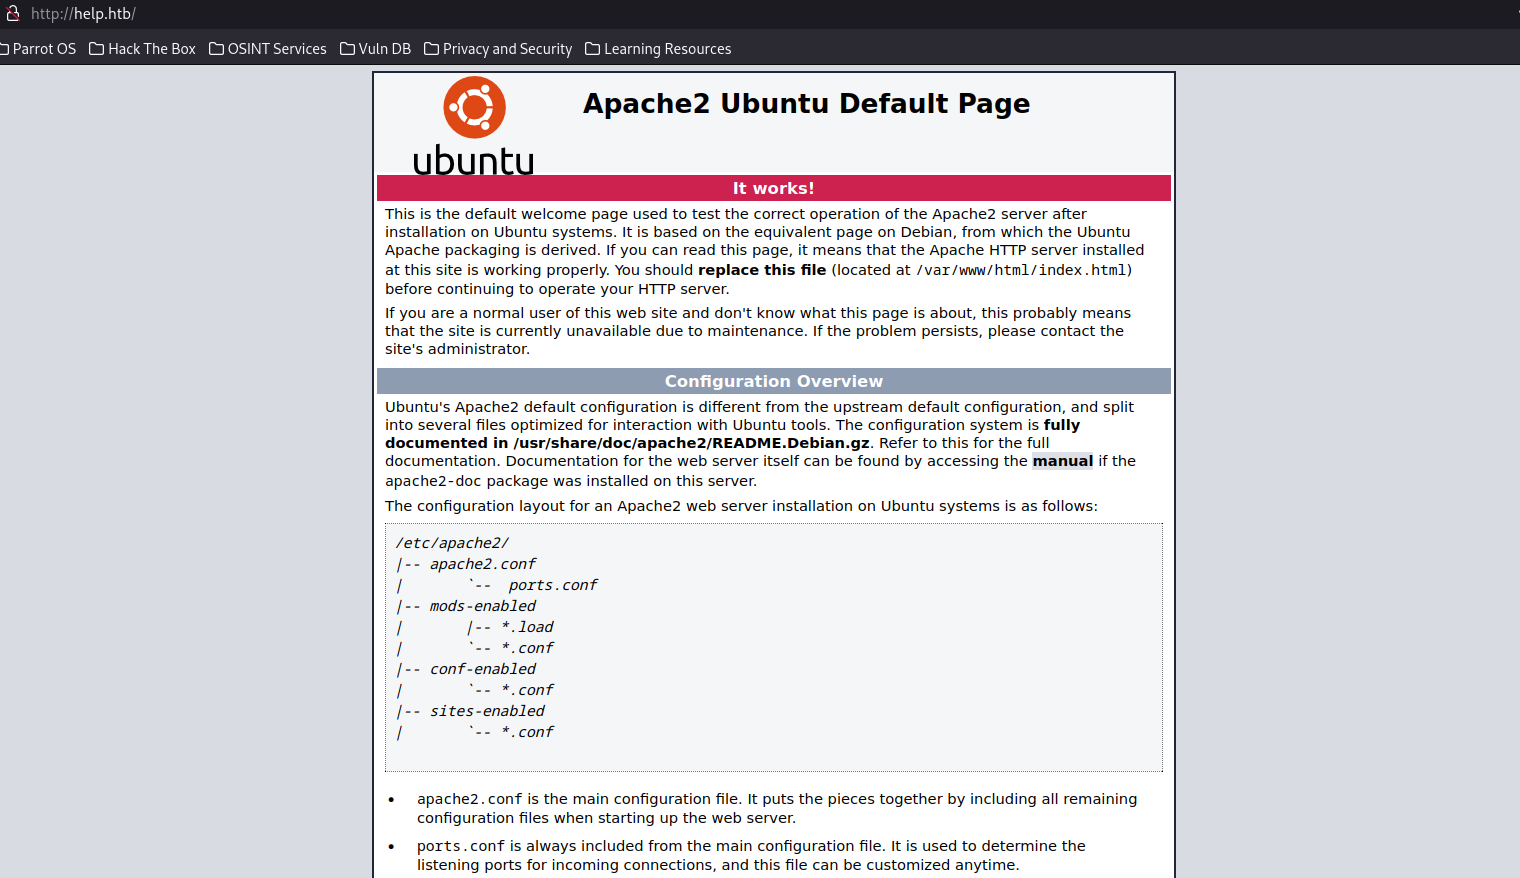 http://help.htb/
Parrot OS Hack The Box OSINT Services Vuln DB Privacy and Security Learning Resources
ubuntu
Apache2 Ubuntu Default Page
It works!
This is the default welcome page used to test the correct operation of the Apache2 server after
installation on Ubuntu systems. It is based on the equivalent page on Debian, from which the Ubuntu
Apache packaging is derived. If you can read this page, it means that the Apache HTTP server installed
at this site is working properly. You should replace this file (located at /var/www/html/index.html)
before continuing to operate your HTTP server.
If you are a normal user of this web site and don't know what this page is about, this probably means
that the site is currently unavailable due to maintenance. If the problem persists, please contact the
site's administrator.
Configuration Overview
Ubuntu's Apache2 default configuration is different from the upstream default configuration, and split
into several files optimized for interaction with Ubuntu tools. The configuration system is fully
documented in /usr/share/doc/apache2/README.Debian.gz. Refer to this for the full
documentation. Documentation for the web server itself can be found by accessing the manual if the
apache2-doc package was installed on this server.
The configuration layout for an Apache2 web server installation on Ubuntu systems is as follows:
/etc/apache2/
|-- apache2.conf
|       `--  ports.conf
|-- mods-enabled
|       |-- *.load
|       `-- *.conf
|-- conf-enabled
|       `-- *.conf
|-- sites-enabled
|       `-- *.conf
• apache2.conf is the main configuration file. It puts the pieces together by including all remaining
configuration files when starting up the web server.
• ports.conf is always included from the main configuration file. It is used to determine the
listening ports for incoming connections, and this file can be customized anytime.